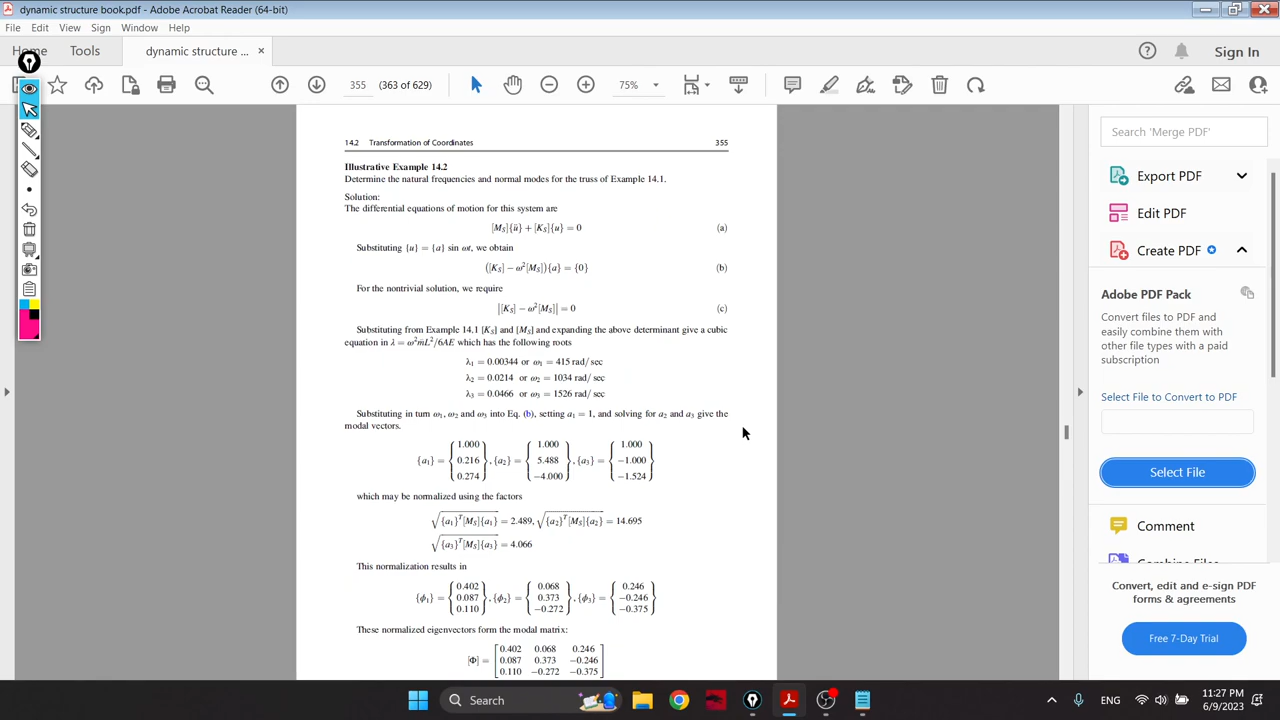 dynamic structure book.pdf - Adobe Acrobat Reader (64-bit)
File Edit View Sign Window Help
Home Tools dynamic structure ... ×
Sign In
355 (363 of 629) 75%
14.2 Transformation of Coordinates 355
Illustrative Example 14.2
Determine the natural frequencies and normal modes for the truss of Example 14.1.
Solution:
The differential equations of motion for this system are
[M_S]{ü} + [K_S]{u} = 0 (a)
Substituting {u} = {a} sin ωt, we obtain
([K_S] − ω²[M_S]){a} = {0} (b)
For the nontrivial solution, we require
|[K_S] − ω²[M_S]| = 0 (c)
Substituting from Example 14.1 [K_S] and [M_S] and expanding the above determinant give a cubic
equation in λ = ω²m̄L²/6AE which has the following roots
λ₁ = 0.00344 or ω₁ = 415 rad/sec
λ₂ = 0.0214 or ω₂ = 1034 rad/sec
λ₃ = 0.0466 or ω₃ = 1526 rad/sec
Substituting in turn ω₁, ω₂ and ω₃ into Eq. (b), setting a₁ = 1, and solving for a₂ and a₃ give the
modal vectors.
1.000 1.000 1.000
{a₁} = 0.216 , {a₂} = 5.488 , {a₃} = −1.000
0.274 −4.000 −1.524
which may be normalized using the factors
√{a₁}ᵀ[M_S]{a₁} = 2.489, √{a₂}ᵀ[M_S]{a₂} = 14.695
√{a₃}ᵀ[M_S]{a₃} = 4.066
This normalization results in
0.402 0.068 0.246
{ϕ₁} = 0.087 , {ϕ₂} = 0.373 , {ϕ₃} = −0.246
0.110 −0.272 −0.375
These normalized eigenvectors form the modal matrix:
0.402 0.068 0.246
[Φ] = 0.087 0.373 −0.246
0.110 −0.272 −0.375
Search 'Merge PDF'
Export PDF
Edit PDF
Create PDF
Adobe PDF Pack
Convert files to PDF and
easily combine them with
other file types with a paid
subscription
Select File to Convert to PDF
Select File
Comment
Convert, edit and e-sign PDF
forms & agreements
Free 7-Day Trial
Search
ENG
11:27 PM
6/9/2023